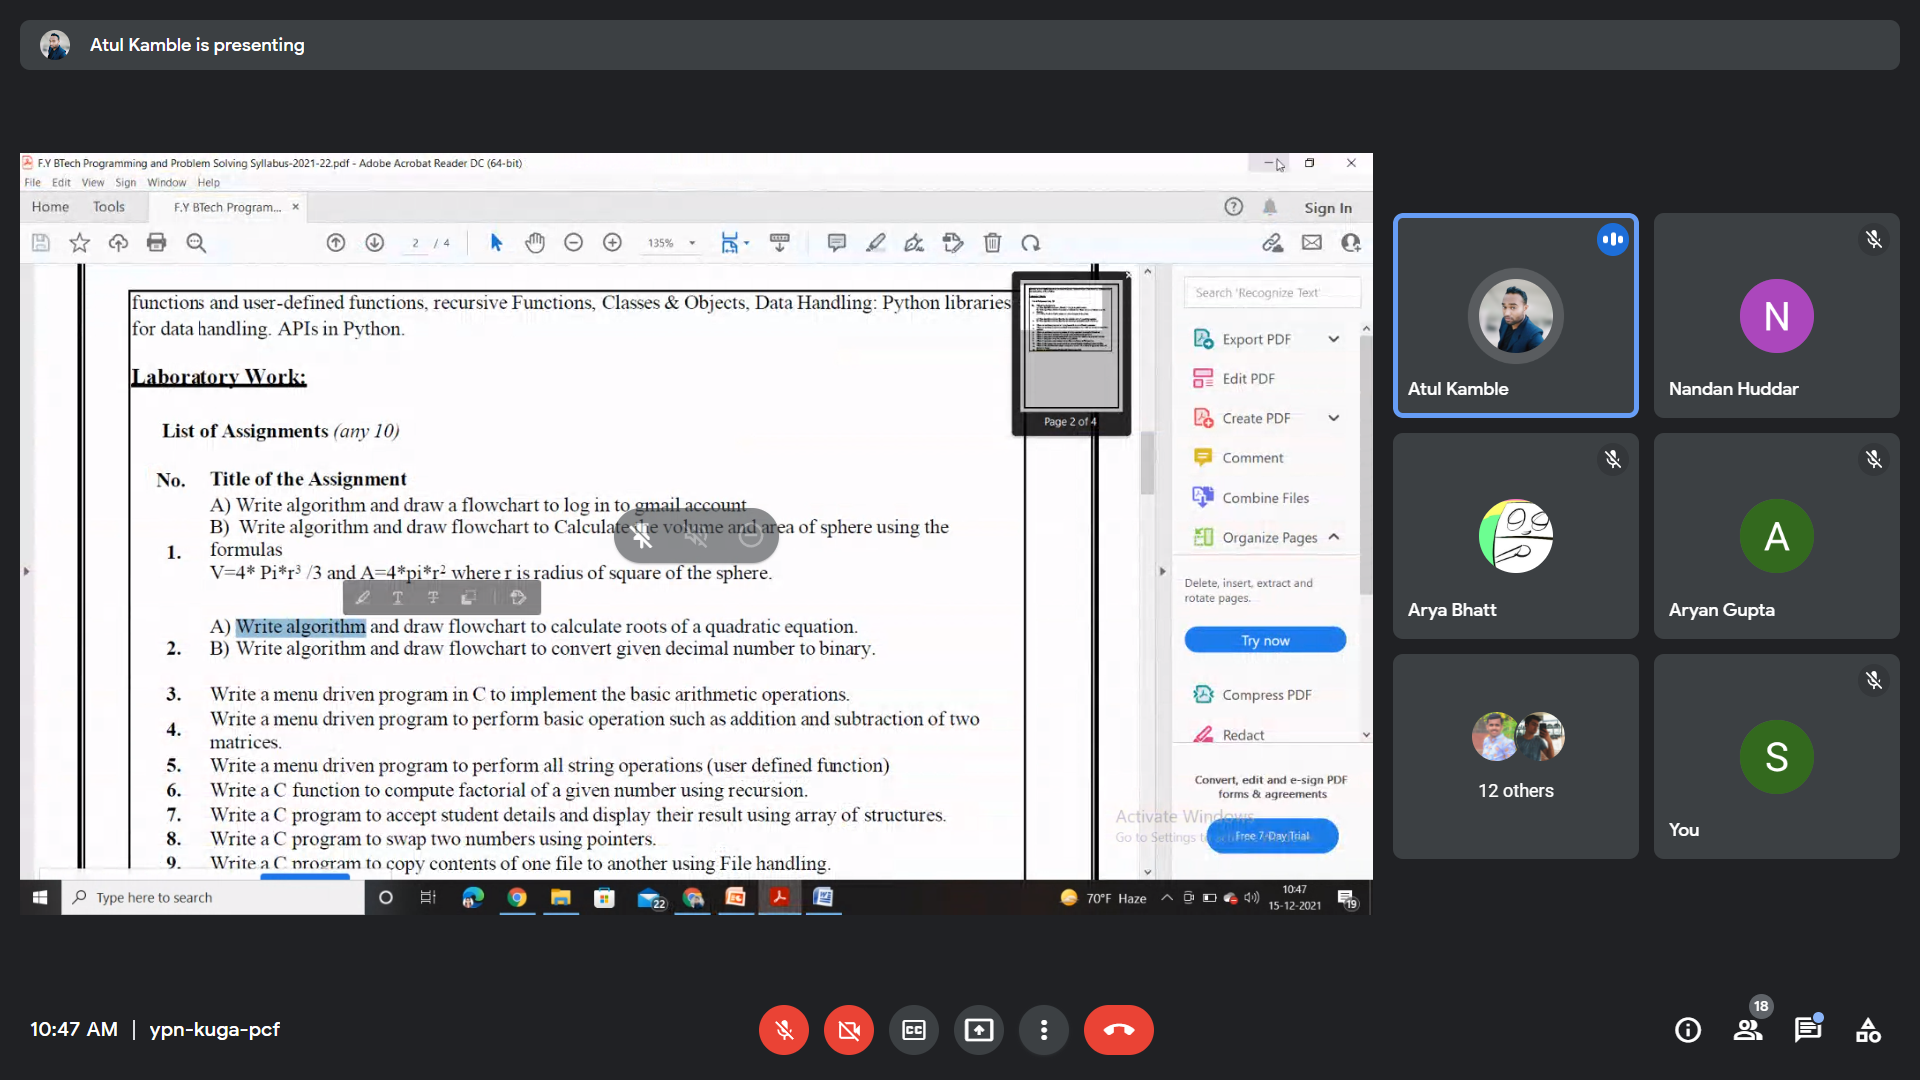 Atul Kamble is presenting
F.Y BTech Programming and Problem Solving Syllabus-2021-22.pdf - Adobe Acrobat Reader DC (64-bit)
File Edit View Sign Window Help
Home Tools F.Y BTech Program... × Sign In
2 / 4 135%
functions and user-defined functions, recursive Functions, Classes & Objects, Data Handling: Python libraries
for data handling. APIs in Python.
Laboratory Work:
List of Assignments (any 10)
No. Title of the Assignment
A) Write algorithm and draw a flowchart to log in to gmail account
B) Write algorithm and draw flowchart to Calculate the volume and area of sphere using the
1. formulas
V=4* Pi*r³ /3 and A=4*pi*r² where r is radius of square of the sphere.
A) Write algorithm and draw flowchart to calculate roots of a quadratic equation.
2. B) Write algorithm and draw flowchart to convert given decimal number to binary.
3. Write a menu driven program in C to implement the basic arithmetic operations.
4. Write a menu driven program to perform basic operation such as addition and subtraction of two
matrices.
5. Write a menu driven program to perform all string operations (user defined function)
6. Write a C function to compute factorial of a given number using recursion.
7. Write a C program to accept student details and display their result using array of structures.
8. Write a C program to swap two numbers using pointers.
9. Write a C program to copy contents of one file to another using File handling.
Page 2 of 4
Search 'Recognize Text'
Export PDF
Edit PDF
Create PDF
Comment
Combine Files
Organize Pages
Delete, insert, extract and
rotate pages.
Try now
Compress PDF
Redact
Convert, edit and e-sign PDF
forms & agreements
Free 7-Day Trial
Activate Windows
Go to Settings to
Type here to search
22
70°F Haze
10:47
15-12-2021
19
Atul Kamble
N
Nandan Huddar
Arya Bhatt
A
Aryan Gupta
12 others
S
You
10:47 AM | ypn-kuga-pcf
CC
18